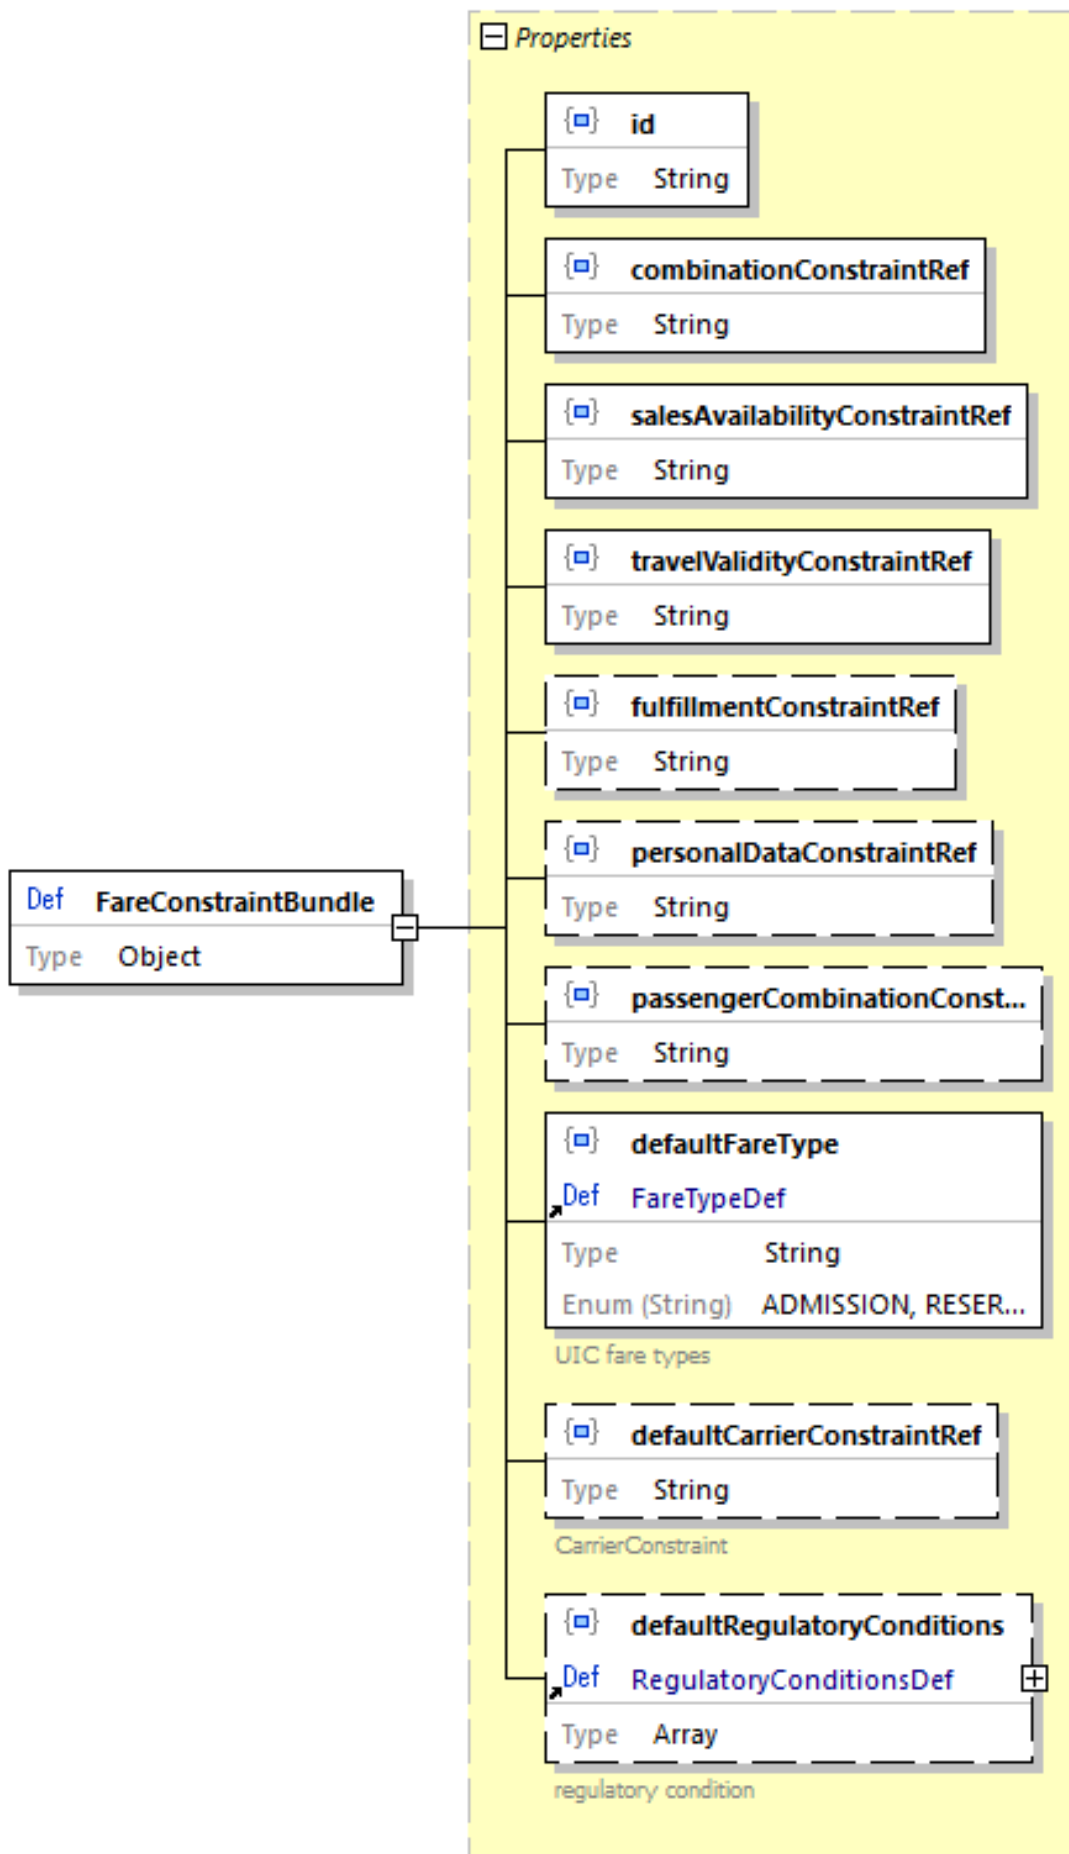 Properties
id
Type String
combinationConstraintRef
Type String
salesAvailabilityConstraintRef
Type String
travelValidityConstraintRef
Type String
fulfillmentConstraintRef
Type String
personalDataConstraintRef
Type String
Def FareConstraintBundle
Type Object
passengerCombinationConst...
Type String
defaultFareType
Def FareTypeDef
Type String
Enum (String) ADMISSION, RESER...
UIC fare types
defaultCarrierConstraintRef
Type String
CarrierConstraint
defaultRegulatoryConditions
Def RegulatoryConditionsDef
Type Array
regulatory condition